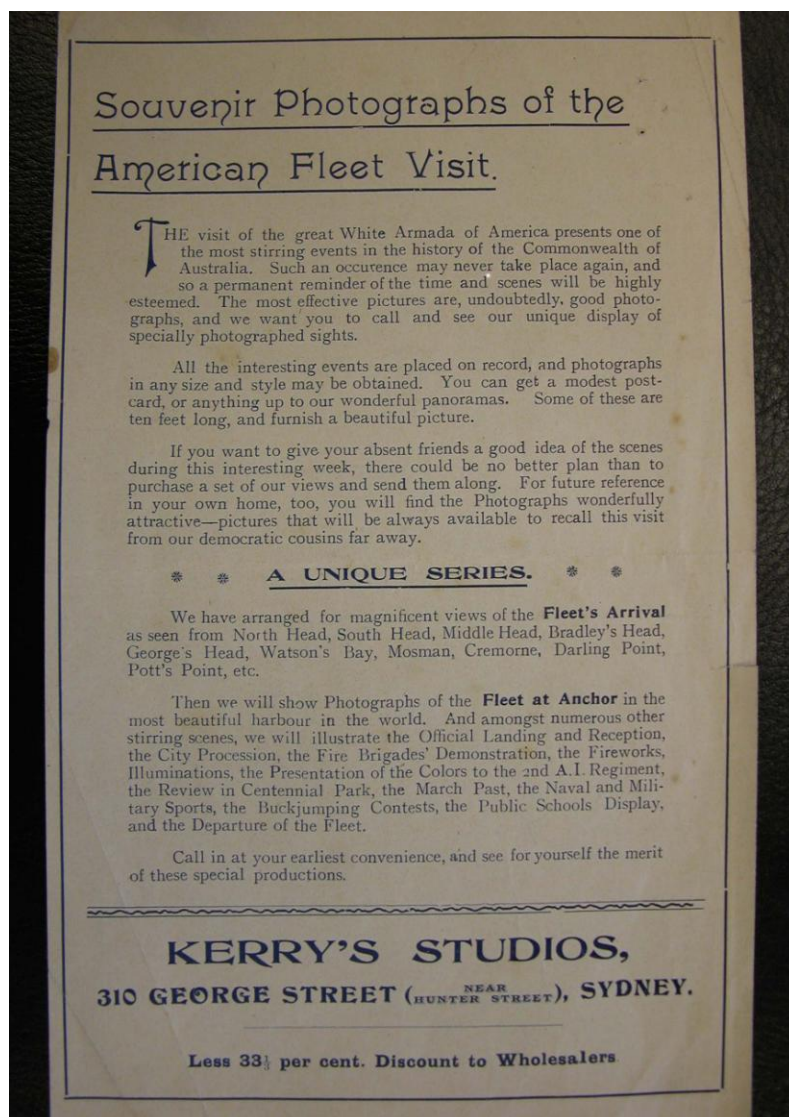 Souvenir Photographs of the
American Fleet Visit.
THE visit of the great White Armada of America presents one of
the most stirring events in the history of the Commonwealth of
Australia. Such an occurence may never take place again, and
so a permanent reminder of the time and scenes will be highly
esteemed. The most effective pictures are, undoubtedly, good photo-
graphs, and we want you to call and see our unique display of
specially photographed sights.
All the interesting events are placed on record, and photographs
in any size and style may be obtained. You can get a modest post-
card, or anything up to our wonderful panoramas. Some of these are
ten feet long, and furnish a beautiful picture.
If you want to give your absent friends a good idea of the scenes
during this interesting week, there could be no better plan than to
purchase a set of our views and send them along. For future reference
in your own home, too, you will find the Photographs wonderfully
attractive—pictures that will be always available to recall this visit
from our democratic cousins far away.
A UNIQUE SERIES.
We have arranged for magnificent views of the Fleet's Arrival
as seen from North Head, South Head, Middle Head, Bradley's Head,
George's Head, Watson's Bay, Mosman, Cremorne, Darling Point,
Pott's Point, etc.
Then we will show Photographs of the Fleet at Anchor in the
most beautiful harbour in the world. And amongst numerous other
stirring scenes, we will illustrate the Official Landing and Reception,
the City Procession, the Fire Brigades' Demonstration, the Fireworks,
Illuminations, the Presentation of the Colors to the 2nd A.I. Regiment,
the Review in Centennial Park, the March Past, the Naval and Mili-
tary Sports, the Buckjumping Contests, the Public Schools Display,
and the Departure of the Fleet.
Call in at your earliest convenience, and see for yourself the merit
of these special productions.
KERRY'S STUDIOS,
310 GEORGE STREET (NEAR HUNTER STREET), SYDNEY.
Less 33⅓ per cent. Discount to Wholesalers